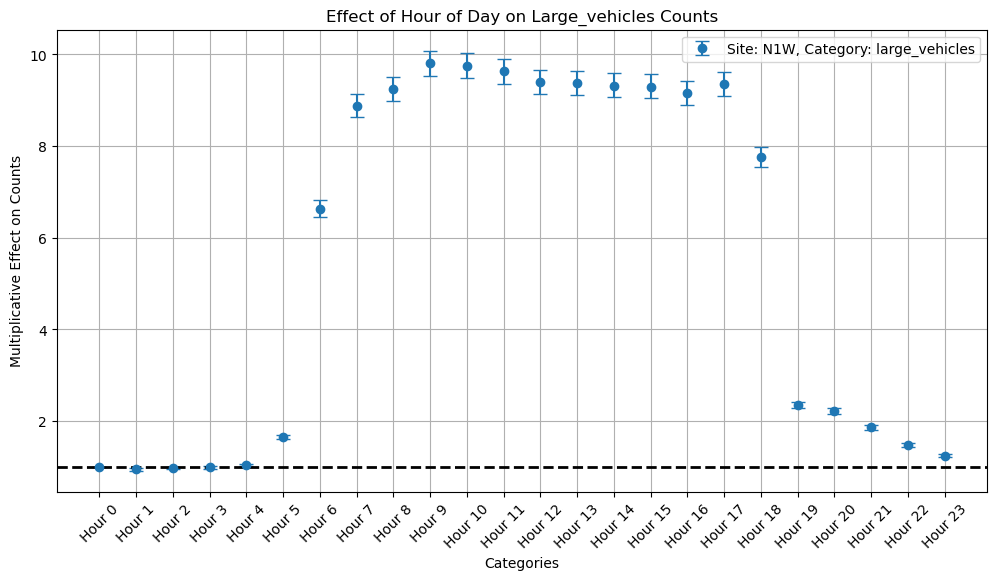 Effect of Hour of Day on Large_vehicles Counts
Site: N1W, Category: large_vehicles
Multiplicative Effect on Counts
10
8
6
4
2
Hour 0
Hour 1
Hour 2
Hour 3
Hour 4
Hour 5
Hour 6
Hour 7
Hour 8
Hour 9
Hour 10
Hour 11
Hour 12
Hour 13
Hour 14
Hour 15
Hour 16
Hour 17
Hour 18
Hour 19
Hour 20
Hour 21
Hour 22
Hour 23
Categories